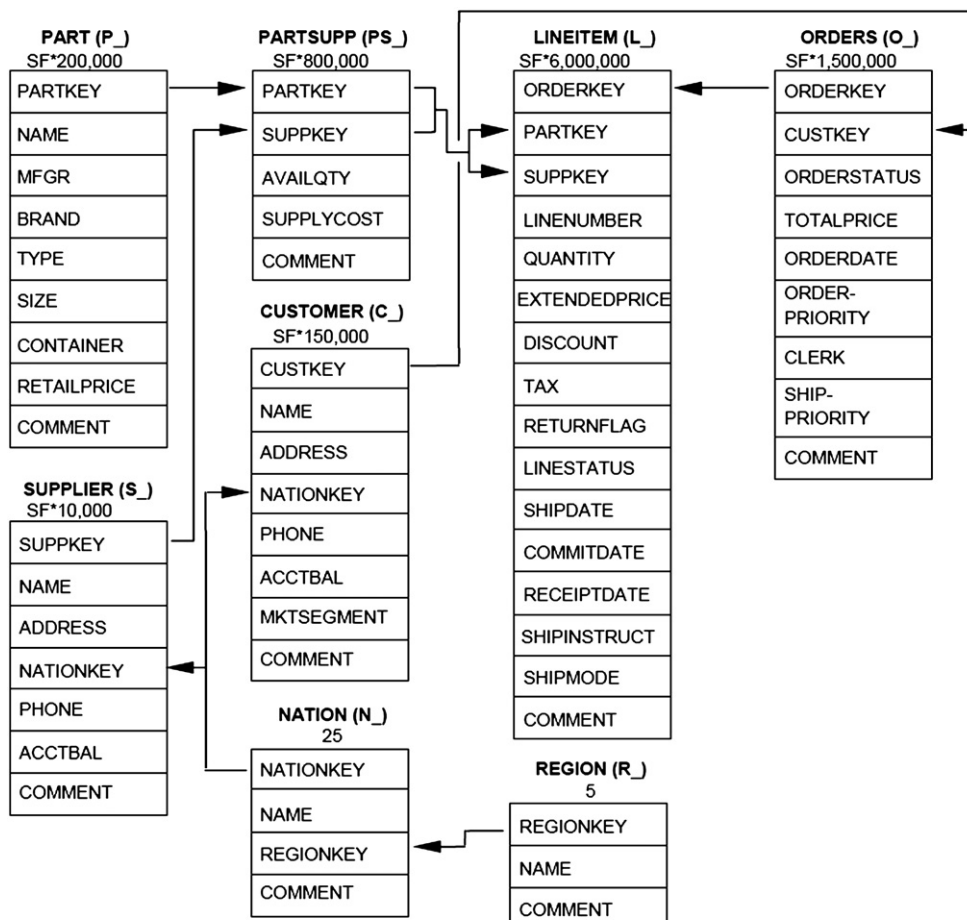 PART (P_)
SF*200,000
PARTKEY
NAME
MFGR
BRAND
TYPE
SIZE
CONTAINER
RETAILPRICE
COMMENT
SUPPLIER (S_)
SF*10,000
SUPPKEY
NAME
ADDRESS
NATIONKEY
PHONE
ACCTBAL
COMMENT
PARTSUPP (PS_)
SF*800,000
PARTKEY
SUPPKEY
AVAILQTY
SUPPLYCOST
COMMENT
CUSTOMER (C_)
SF*150,000
CUSTKEY
NAME
ADDRESS
NATIONKEY
PHONE
ACCTBAL
MKTSEGMENT
COMMENT
NATION (N_)
25
NATIONKEY
NAME
REGIONKEY
COMMENT
LINEITEM (L_)
SF*6,000,000
ORDERKEY
PARTKEY
SUPPKEY
LINENUMBER
QUANTITY
EXTENDEDPRICE
DISCOUNT
TAX
RETURNFLAG
LINESTATUS
SHIPDATE
COMMITDATE
RECEIPTDATE
SHIPINSTRUCT
SHIPMODE
COMMENT
REGION (R_)
5
REGIONKEY
NAME
COMMENT
ORDERS (O_)
SF*1,500,000
ORDERKEY
CUSTKEY
ORDERSTATUS
TOTALPRICE
ORDERDATE
ORDER-
PRIORITY
CLERK
SHIP-
PRIORITY
COMMENT